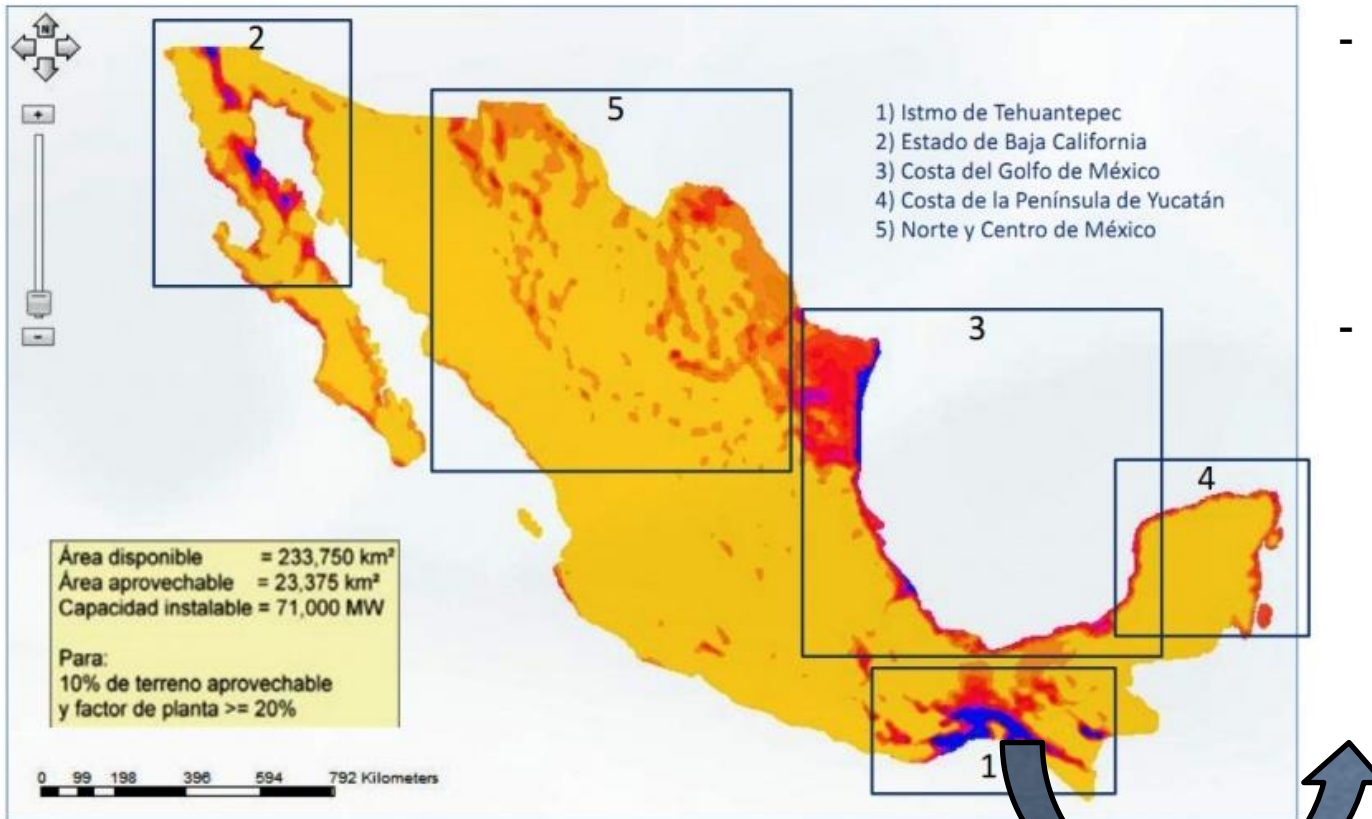 N
+
-
2
5
1) Istmo de Tehuantepec
2) Estado de Baja California
3) Costa del Golfo de México
4) Costa de la Península de Yucatán
5) Norte y Centro de México
3
4
1
Área disponible = 233,750 km²
Área aprovechable = 23,375 km²
Capacidad instalable = 71,000 MW
Para:
10% de terreno aprovechable
y factor de planta >= 20%
0 99 198 396 594 792 Kilometers
-
-